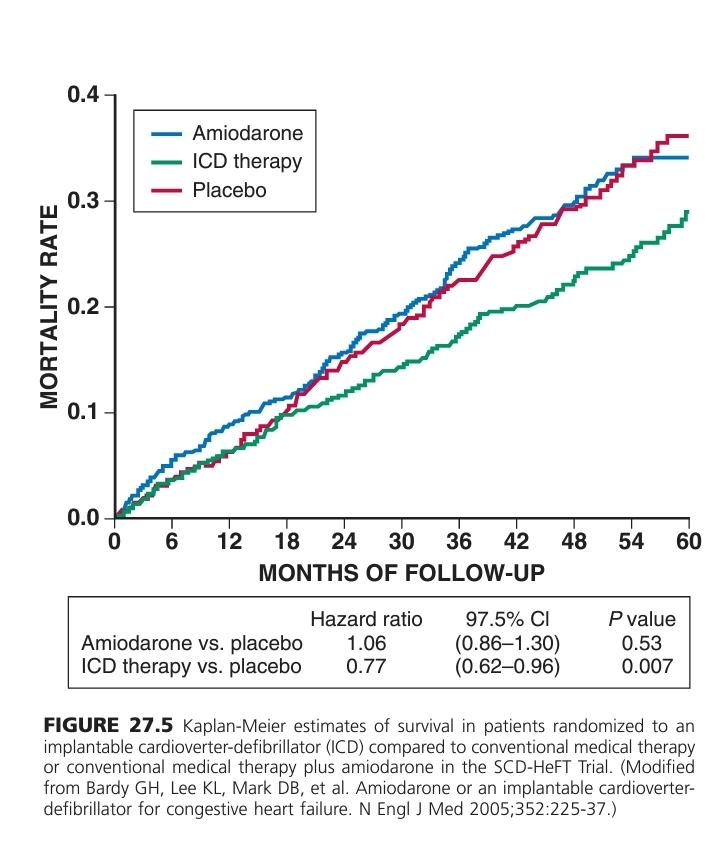 0.4
Amiodarone
ICD therapy
Placebo
0.3
0.2
0.1
0.0
MORTALITY RATE
0 6 12 18 24 30 36 42 48 54 60
MONTHS OF FOLLOW-UP
Hazard ratio 97.5% CI P value
Amiodarone vs. placebo 1.06 (0.86–1.30) 0.53
ICD therapy vs. placebo 0.77 (0.62–0.96) 0.007
FIGURE 27.5 Kaplan-Meier estimates of survival in patients randomized to an
implantable cardioverter-defibrillator (ICD) compared to conventional medical therapy
or conventional medical therapy plus amiodarone in the SCD-HeFT Trial. (Modified
from Bardy GH, Lee KL, Mark DB, et al. Amiodarone or an implantable cardioverter-
defibrillator for congestive heart failure. N Engl J Med 2005;352:225-37.)